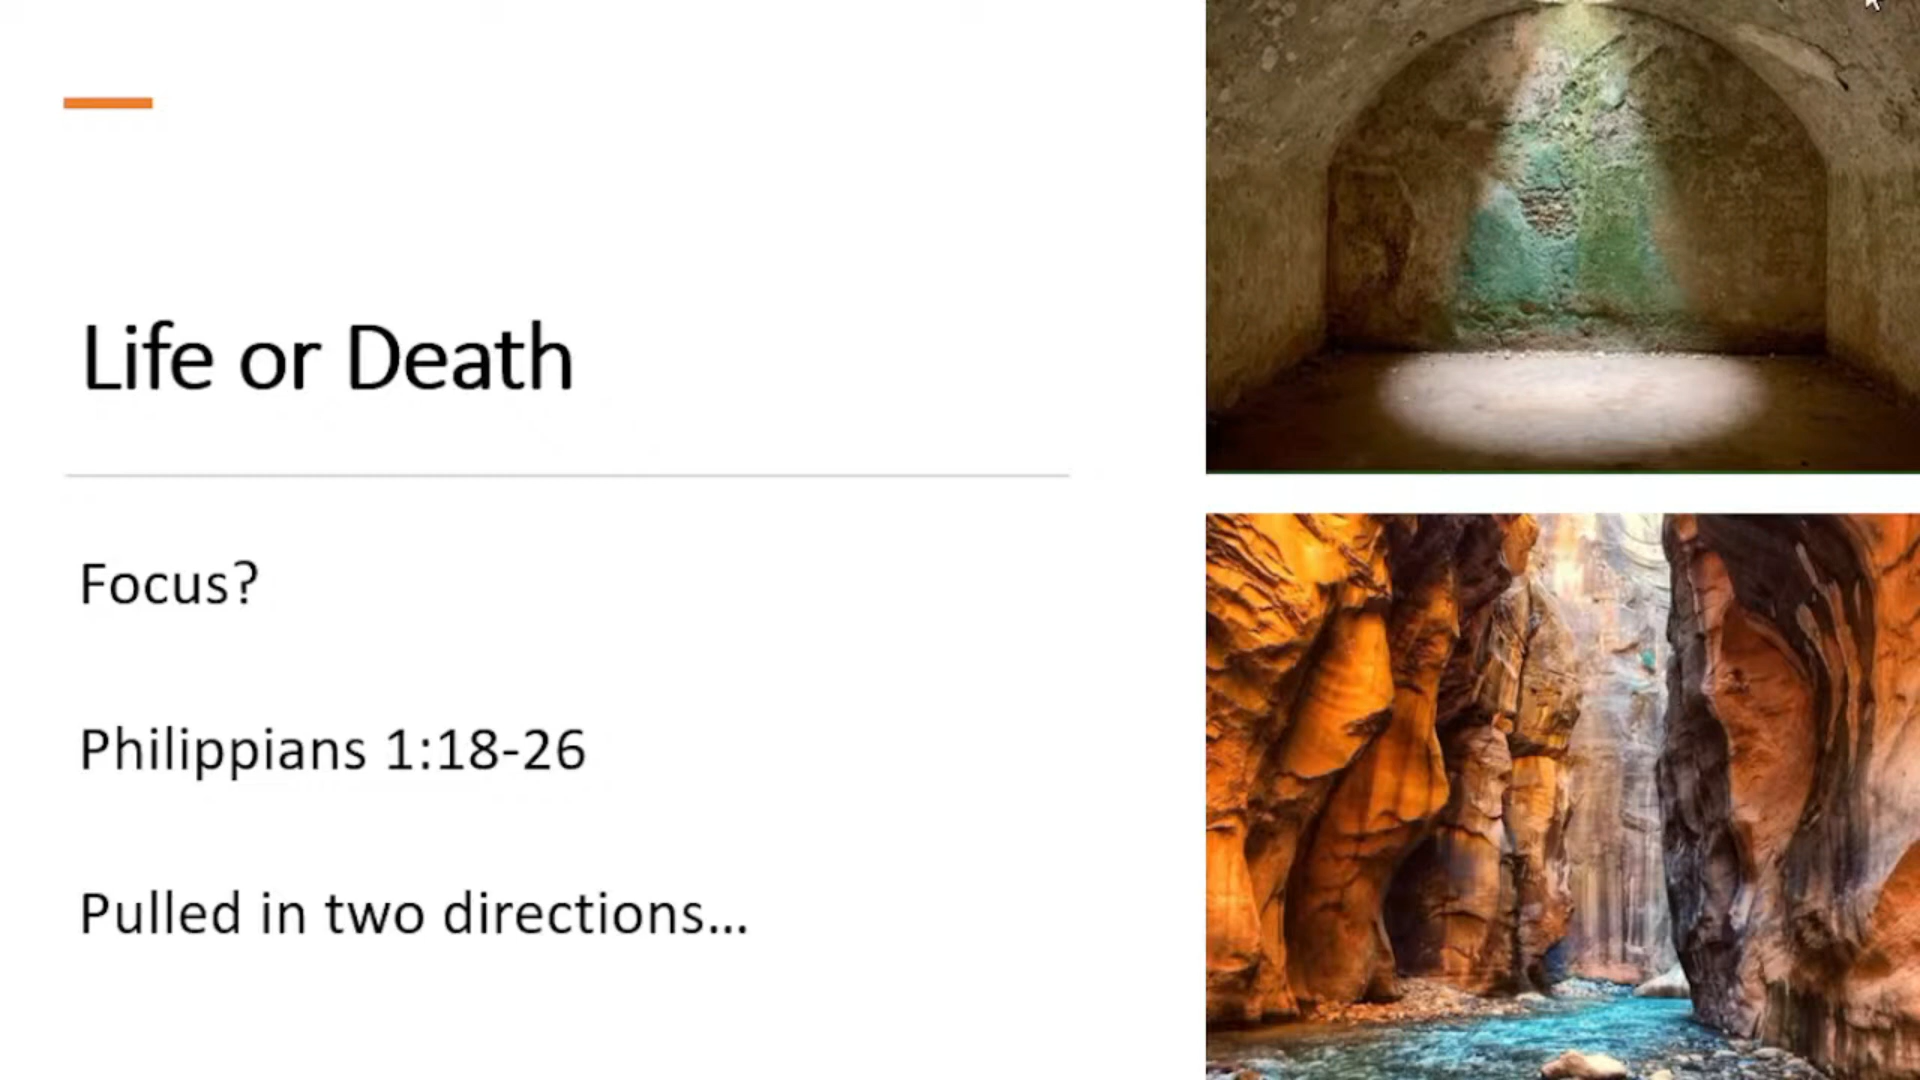 Life or Death
Focus?
Philippians 1:18-26
Pulled in two directions...